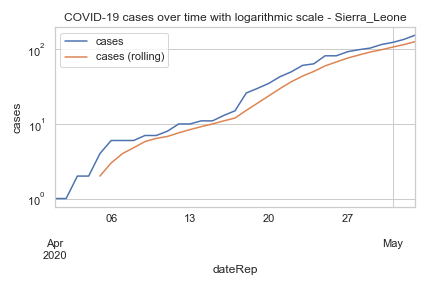 COVID-19 cases over time with logarithmic scale - Sierra_Leone
cases
cases (rolling)
10²
10¹
10⁰
cases
06 13 20 27
Apr May
2020
dateRep